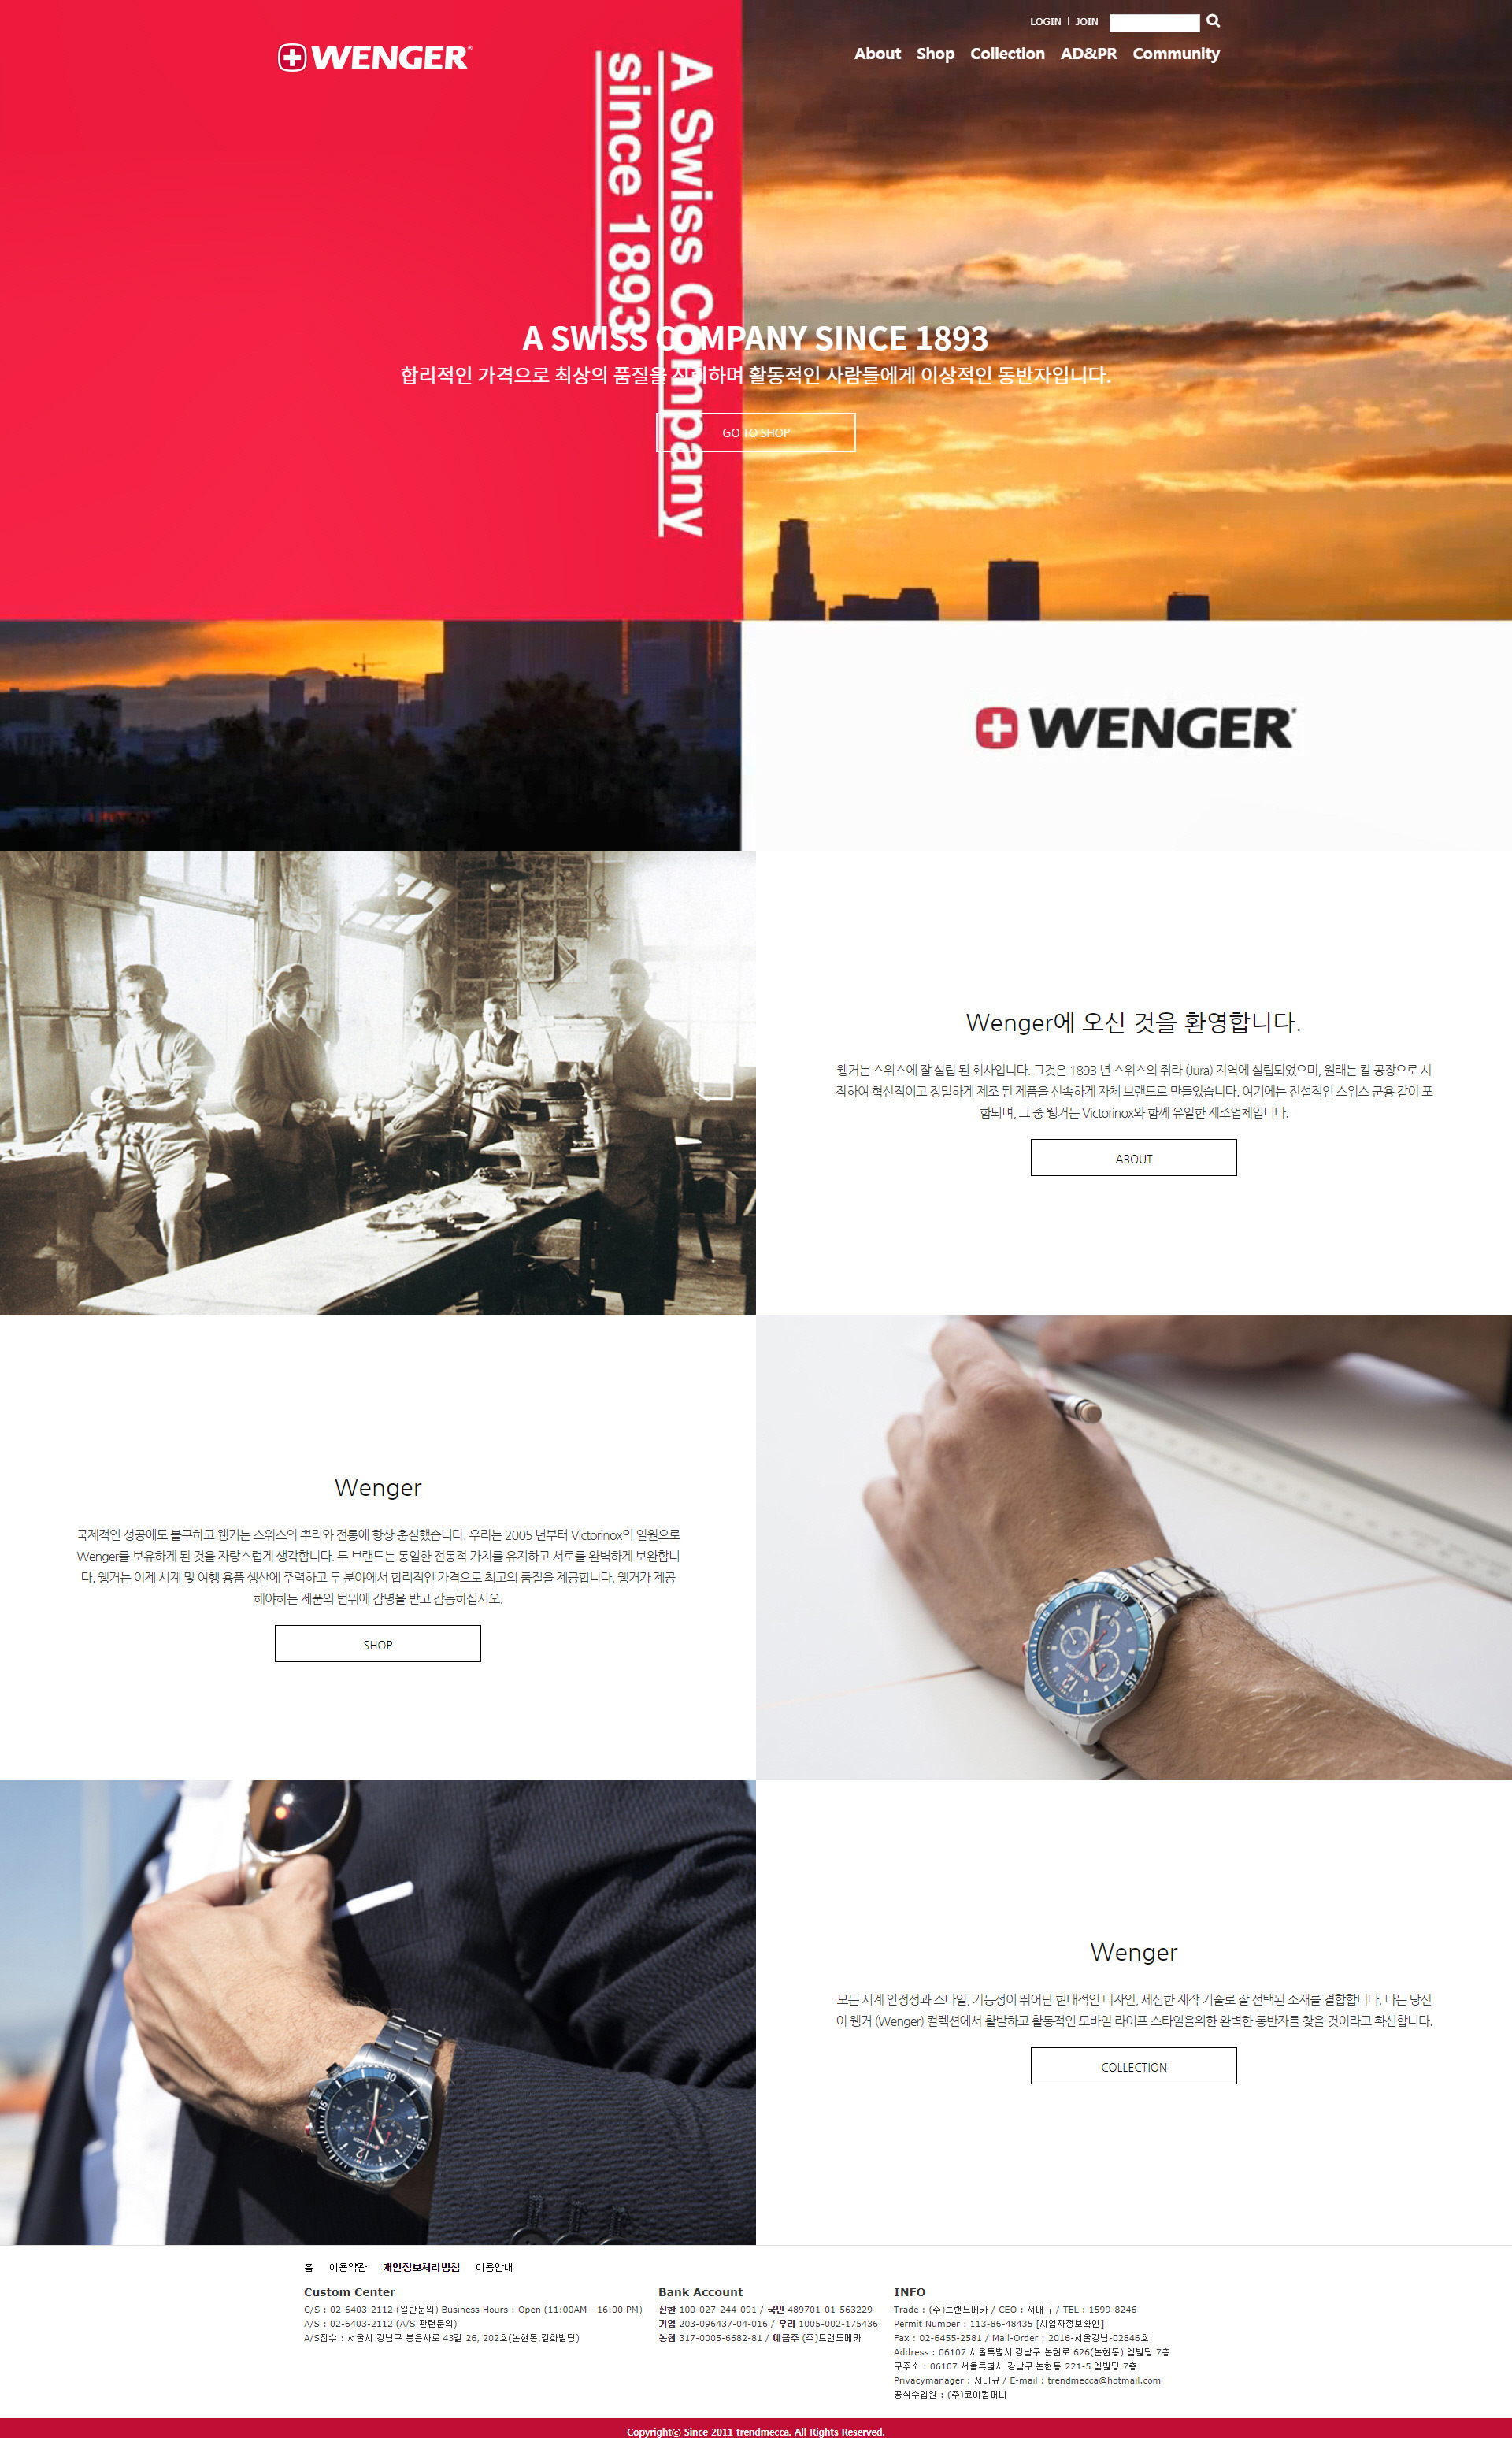 LOGIN | JOIN
WENGER
About Shop Collection AD&PR Community
A Swiss Company
since 1893
A SWISS COMPANY SINCE 1893
합리적인 가격으로 최상의 품질을 신뢰하며 활동적인 사람들에게 이상적인 동반자입니다.
GO TO SHOP
WENGER
Wenger에 오신 것을 환영합니다.
웽거는 스위스에 잘 설립 된 회사입니다. 그것은 1893 년 스위스의 쥐라 (Jura) 지역에 설립되었으며, 원래는 칼 공장으로 시
작하여 혁신적이고 정밀하게 제조 된 제품을 신속하게 자체 브랜드로 만들었습니다. 여기에는 전설적인 스위스 군용 칼이 포
함되며, 그 중 웽거는 Victorinox와 함께 유일한 제조업체입니다.
ABOUT
Wenger
국제적인 성공에도 불구하고 웽거는 스위스의 뿌리와 전통에 항상 충실했습니다. 우리는 2005 년부터 Victorinox의 일원으로
Wenger를 보유하게 된 것을 자랑스럽게 생각합니다. 두 브랜드는 동일한 전통적 가치를 유지하고 서로를 완벽하게 보완합니
다. 웽거는 이제 시계 및 여행 용품 생산에 주력하고 두 분야에서 합리적인 가격으로 최고의 품질을 제공합니다. 웽거가 제공
해야하는 제품의 범위에 감명을 받고 감동하십시오.
SHOP
Wenger
모든 시계 안정성과 스타일, 기능성이 뛰어난 현대적인 디자인, 세심한 제작 기술로 잘 선택된 소재를 결합합니다. 나는 당신
이 웽거 (Wenger) 컬렉션에서 활발하고 활동적인 모바일 라이프 스타일을위한 완벽한 동반자를 찾을 것이라고 확신합니다.
COLLECTION
홈 이용약관 개인정보처리방침 이용안내
Custom Center
C/S : 02-6403-2112 (일반문의) Business Hours : Open (11:00AM - 16:00 PM)
A/S : 02-6403-2112 (A/S 관련문의)
A/S접수 : 서울시 강남구 봉은사로 43길 26, 202호(논현동,길화빌딩)
Bank Account
신한 100-027-244-091 / 국민 489701-01-563229
기업 203-096437-04-016 / 우리 1005-002-175436
농협 317-0005-6682-81 / 예금주 (주)트랜드메카
INFO
Trade : (주)트랜드메카 / CEO : 서대규 / TEL : 1599-8246
Permit Number : 113-86-48435 [사업자정보확인]
Fax : 02-6455-2581 / Mail-Order : 2016-서울강남-02846호
Address : 06107 서울특별시 강남구 논현로 626(논현동) 엠빌딩 7층
구주소 : 06107 서울특별시 강남구 논현동 221-5 엠빌딩 7층
Privacymanager : 서대규 / E-mail : trendmecca@hotmail.com
공식수입원 : (주)코이컴퍼니
Copyright© Since 2011 trendmecca. All Rights Reserved.